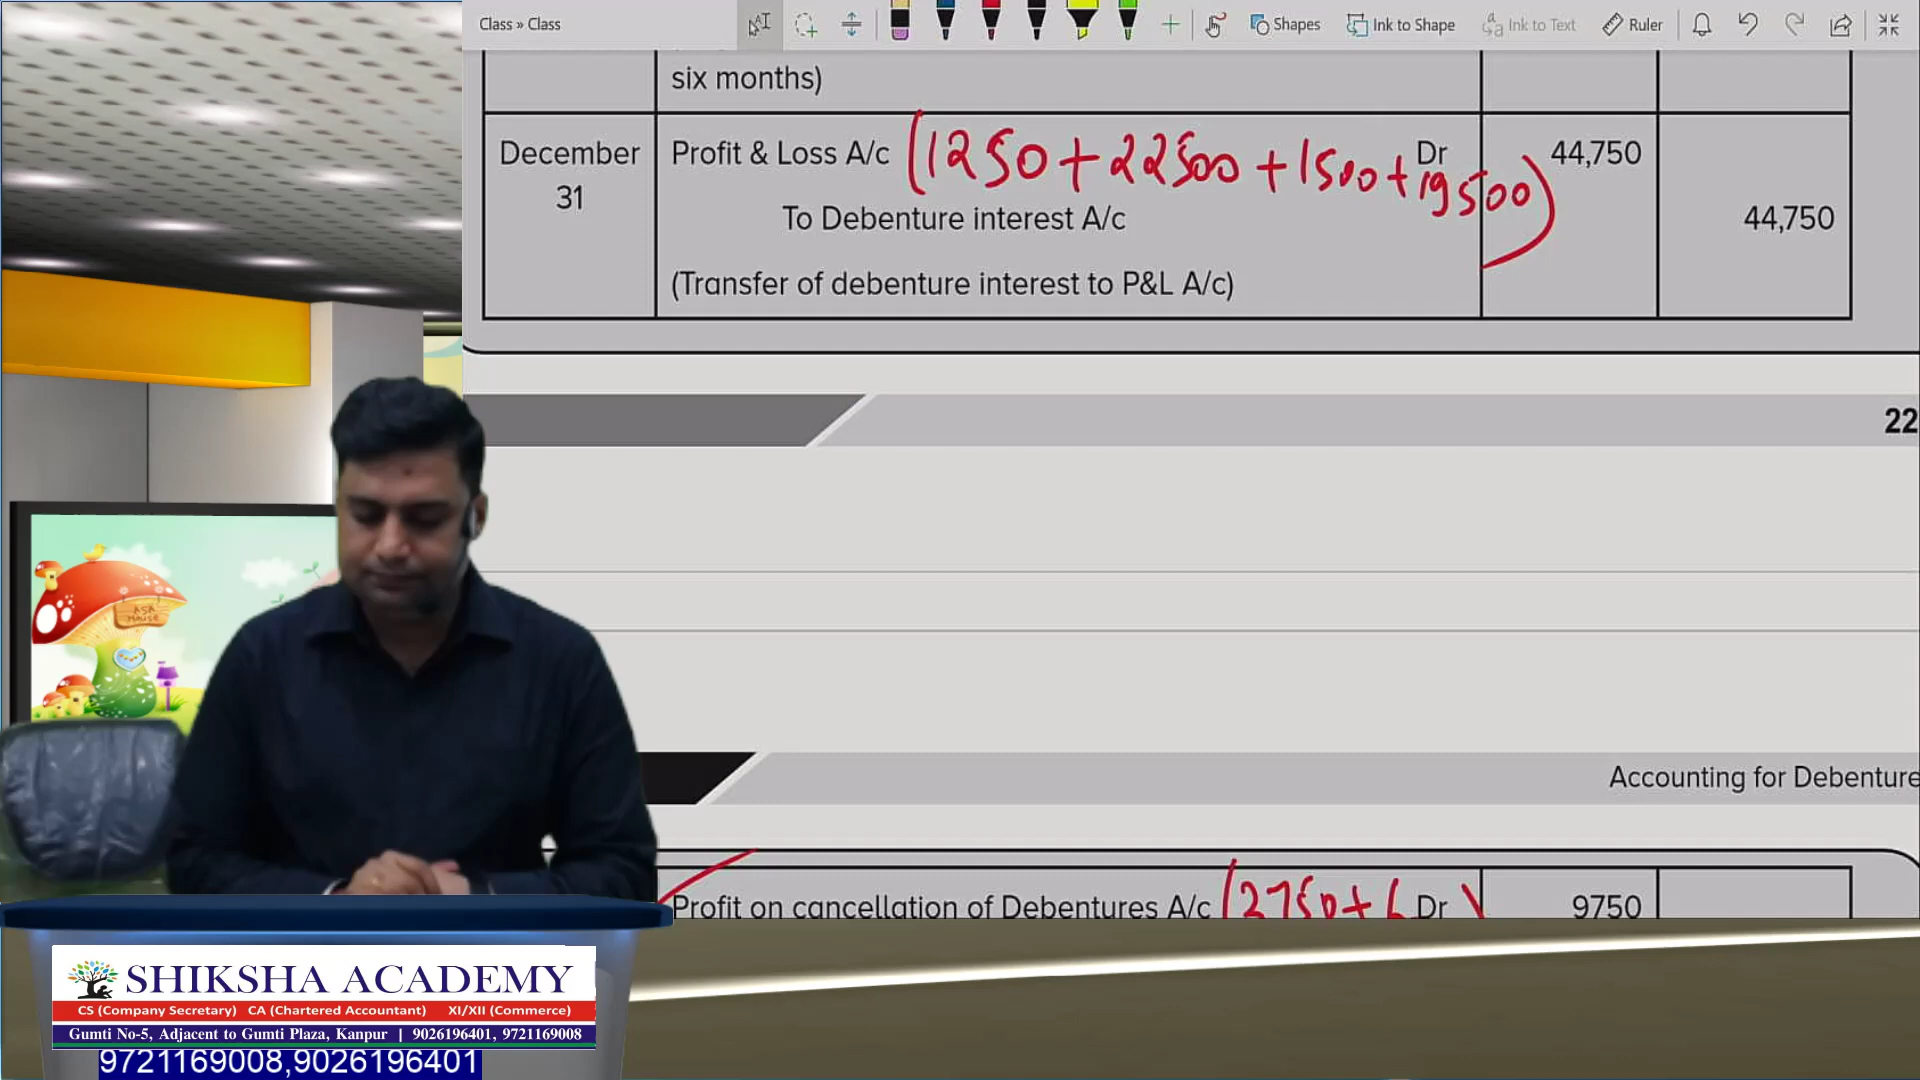 Class » Class
Shapes
Ink to Shape
Ink to Text
Ruler
six months)
December 31
Profit & Loss A/c (1250+22500+1500+19500) Dr 44,750
To Debenture interest A/c 44,750
(Transfer of debenture interest to P&L A/c)
22
Accounting for Debenture
Profit on cancellation of Debentures A/c (2750+ Dr 9750
ASA
House
SHIKSHA ACADEMY
CS (Company Secretary) CA (Chartered Accountant) XI/XII (Commerce)
Gumti No-5, Adjacent to Gumti Plaza, Kanpur | 9026196401, 9721169008
9721169008,9026196401